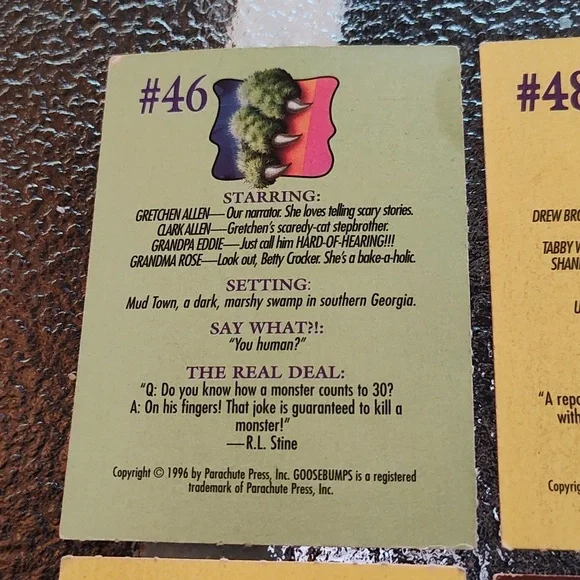 #46
STARRING:
GRETCHEN ALLEN—Our narrator. She loves telling scary stories.
CLARK ALLEN—Gretchen's scaredy-cat stepbrother.
GRANDPA EDDIE—Just call him HARD-OF-HEARING!!!
GRANDMA ROSE—Look out, Betty Crocker. She's a bake-a-holic.
SETTING:
Mud Town, a dark, marshy swamp in southern Georgia.
SAY WHAT?!:
"You human?"
THE REAL DEAL:
"Q: Do you know how a monster counts to 30?
A: On his fingers! That joke is guaranteed to kill a
monster!"
—R.L. Stine
Copyright © 1996 by Parachute Press, Inc. GOOSEBUMPS is a registered
trademark of Parachute Press, Inc.
#48
DREW
TABBY
"A
with